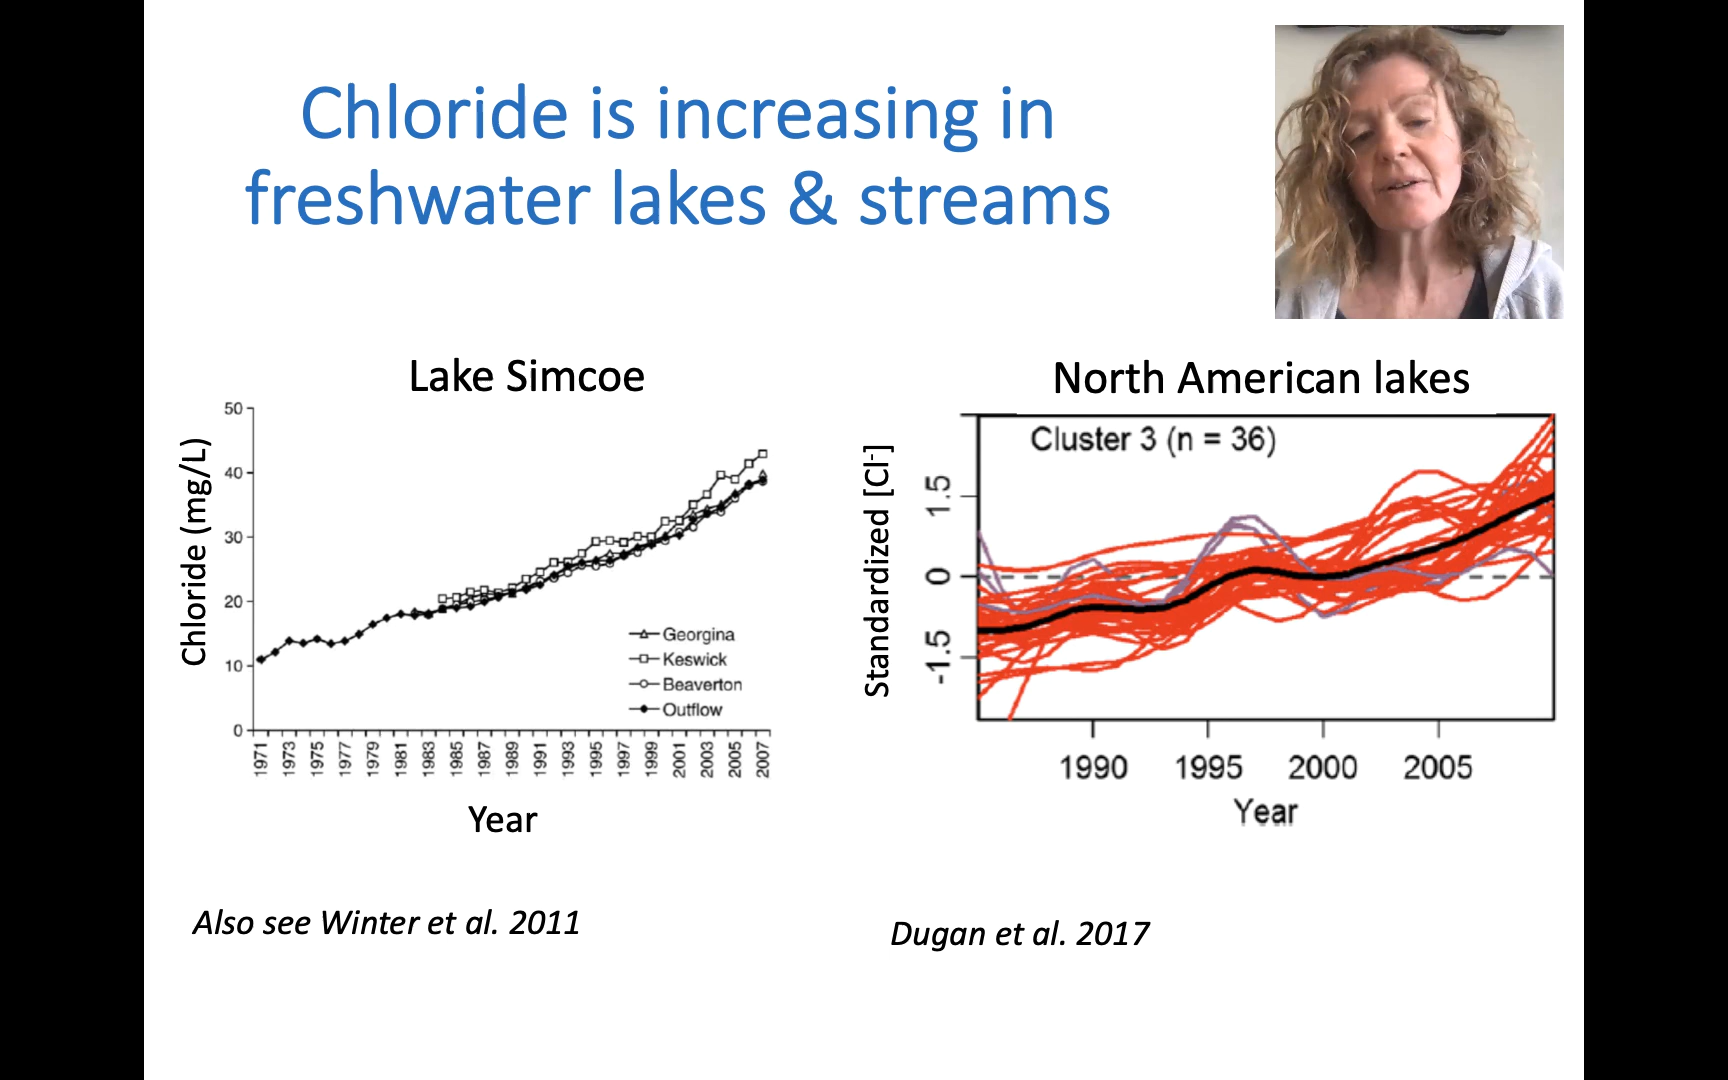 Chloride is increasing in
freshwater lakes & streams
Lake Simcoe
Chloride (mg/L)
50
40
30
20
10
0
Georgina
Keswick
Beaverton
Outflow
1971
1973
1975
1977
1979
1981
1983
1985
1987
1989
1991
1993
1995
1997
1999
2001
2003
2005
2007
Year
Also see Winter et al. 2011
North American lakes
Cluster 3 (n = 36)
Standardized [Cl-]
1.5
0
-1.5
1990 1995 2000 2005
Year
Dugan et al. 2017